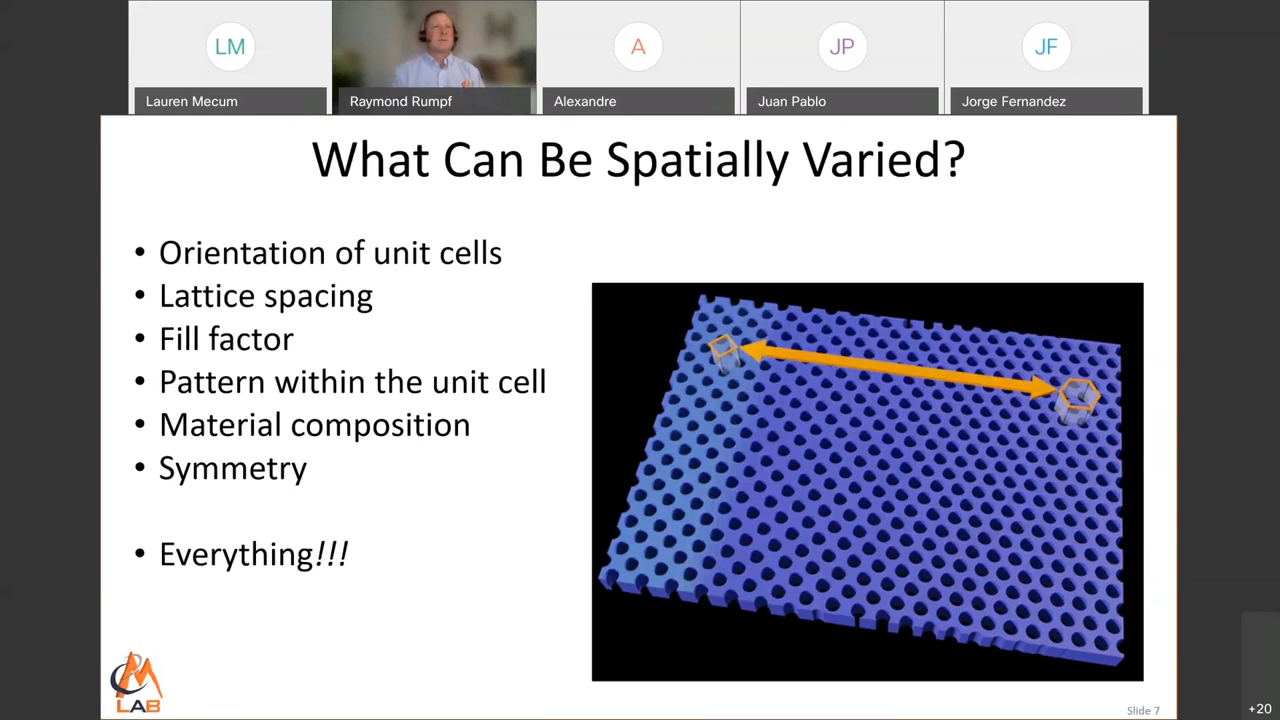 LM
A
JP
JF
Lauren Mecum
Raymond Rumpf
Alexandre
Juan Pablo
Jorge Fernandez
What Can Be Spatially Varied?
• Orientation of unit cells
• Lattice spacing
• Fill factor
• Pattern within the unit cell
• Material composition
• Symmetry
• Everything!!!
EM
LAB
Slide 7
+20